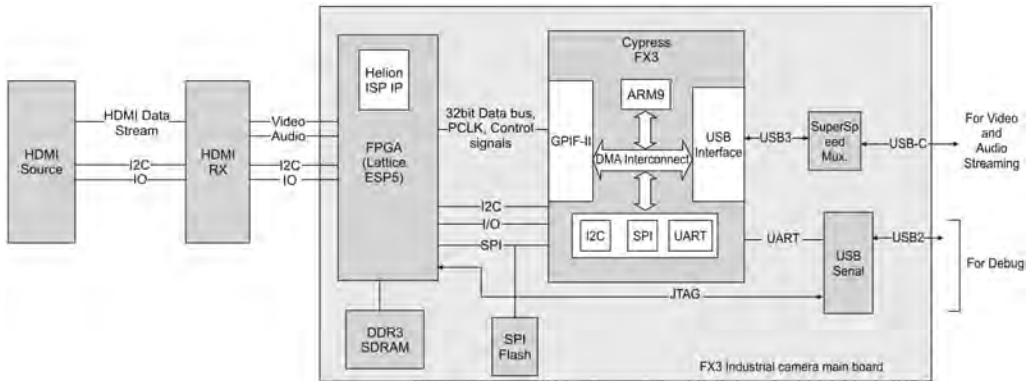 HDMI
Source
HDMI Data
Stream
I2C
IO
HDMI
RX
Video
Audio
I2C
IO
Helion
ISP IP
FPGA
(Lattice
ESP5)
DDR3
SDRAM
32bit Data bus,
PCLK, Control
signals
I2C
I/O
SPI
SPI
Flash
JTAG
Cypress
FX3
GPIF-II
ARM9
DMA Interconnect
I2C
SPI
UART
USB
Interface
USB3
SuperSpe
ed Mux.
USB-C
For Video
and
Audio
Streaming
UART
USB
Serial
USB2
For Debug
FX3 Industrial camera main board